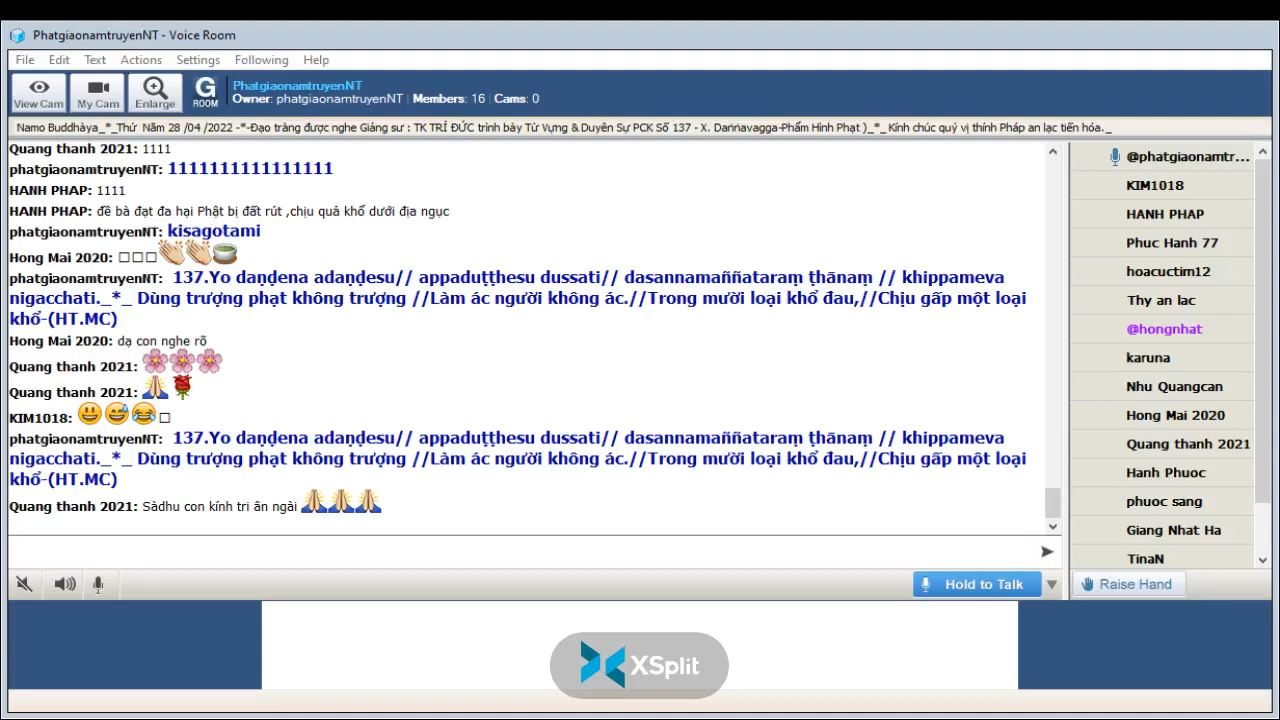 PhatgiaonamtruyenNT - Voice Room
File Edit Text Actions Settings Following Help
View Cam My Cam Enlarge G ROOM
PhatgiaonamtruyenNT
Owner: phatgiaonamtruyenNT | Members: 16 | Cams: 0
Namo Buddhàya_*_Thứ Năm 28 /04 /2022 -*-Đạo tràng được nghe Giảng sư : TK TRÍ ĐỨC trình bày Từ Vựng & Duyên Sự PCK Số 137 - X. Daṇṇavagga-Phẩm Hình Phạt )_*_ Kính chúc quý vị thính Pháp an lạc tiến hóa._
Quang thanh 2021: 1111
phatgiaonamtruyenNT: 1111111111111111
HANH PHAP: 1111
HANH PHAP: đề bà đạt đa hại Phật bị đất rút ,chịu quả khổ dưới địa ngục
phatgiaonamtruyenNT: kisagotami
Hong Mai 2020: □□□👏👏🍵
phatgiaonamtruyenNT: 137.Yo daṇḍena adaṇḍesu// appaduṭṭhesu dussati// dasannamaññataraṃ ṭhānaṃ // khippameva
nigacchati._*_ Dùng trượng phạt không trượng //Làm ác người không ác.//Trong mười loại khổ đau,//Chịu gấp một loại
khổ-(HT.MC)
Hong Mai 2020: dạ con nghe rõ
Quang thanh 2021: 🌸🌸🌸
Quang thanh 2021: 🙏🌹
KIM1018: 😃😅😂□
phatgiaonamtruyenNT: 137.Yo daṇḍena adaṇḍesu// appaduṭṭhesu dussati// dasannamaññataraṃ ṭhānaṃ // khippameva
nigacchati._*_ Dùng trượng phạt không trượng //Làm ác người không ác.//Trong mười loại khổ đau,//Chịu gấp một loại
khổ-(HT.MC)
Quang thanh 2021: Sàdhu con kính tri ân ngài 🙏🙏🙏
@phatgiaonamtr...
KIM1018
HANH PHAP
Phuc Hanh 77
hoacuctim12
Thy an lac
@hongnhat
karuna
Nhu Quangcan
Hong Mai 2020
Quang thanh 2021
Hanh Phuoc
phuoc sang
Giang Nhat Ha
TinaN
Hold to Talk
Raise Hand
XSplit